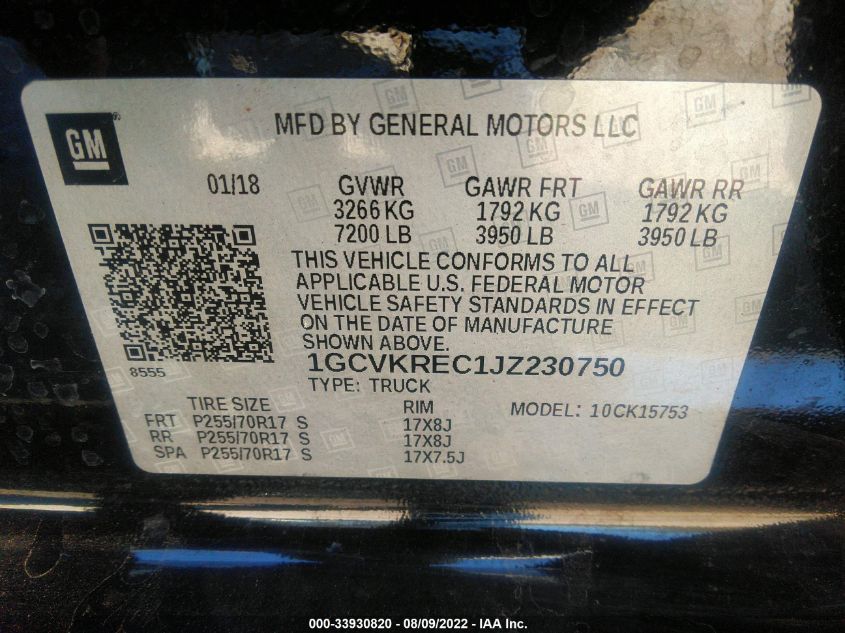 GM
®
MFD BY GENERAL MOTORS LLC
01/18 GVWR GAWR FRT GAWR RR
3266 KG 1792 KG 1792 KG
7200 LB 3950 LB 3950 LB
THIS VEHICLE CONFORMS TO ALL
APPLICABLE U.S. FEDERAL MOTOR
VEHICLE SAFETY STANDARDS IN EFFECT
ON THE DATE OF MANUFACTURE
SHOWN ABOVE.
8555
1GCVKREC1JZ230750
TYPE: TRUCK
TIRE SIZE RIM MODEL: 10CK15753
FRT P255/70R17 S 17X8J
RR P255/70R17 S 17X8J
SPA P255/70R17 S 17X7.5J
000-33930820 - 08/09/2022 - Copyright © IAA, Inc.